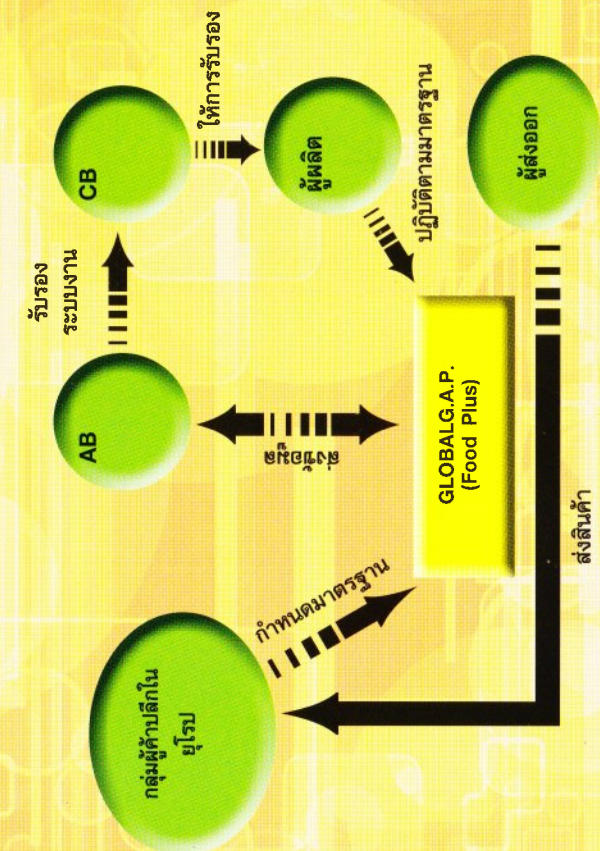 กลุ่มผู้ค้าปลีกใน
ยุโรป
AB
รับรอง
ระบบงาน
CB
กำหนดมาตรฐาน
ส่งข้อมูล
ให้การรับรอง
ผู้ผลิต
ปฏิบัติตามมาตรฐาน
GLOBALG.A.P.
(Food Plus)
ผู้ส่งออก
ส่งสินค้า